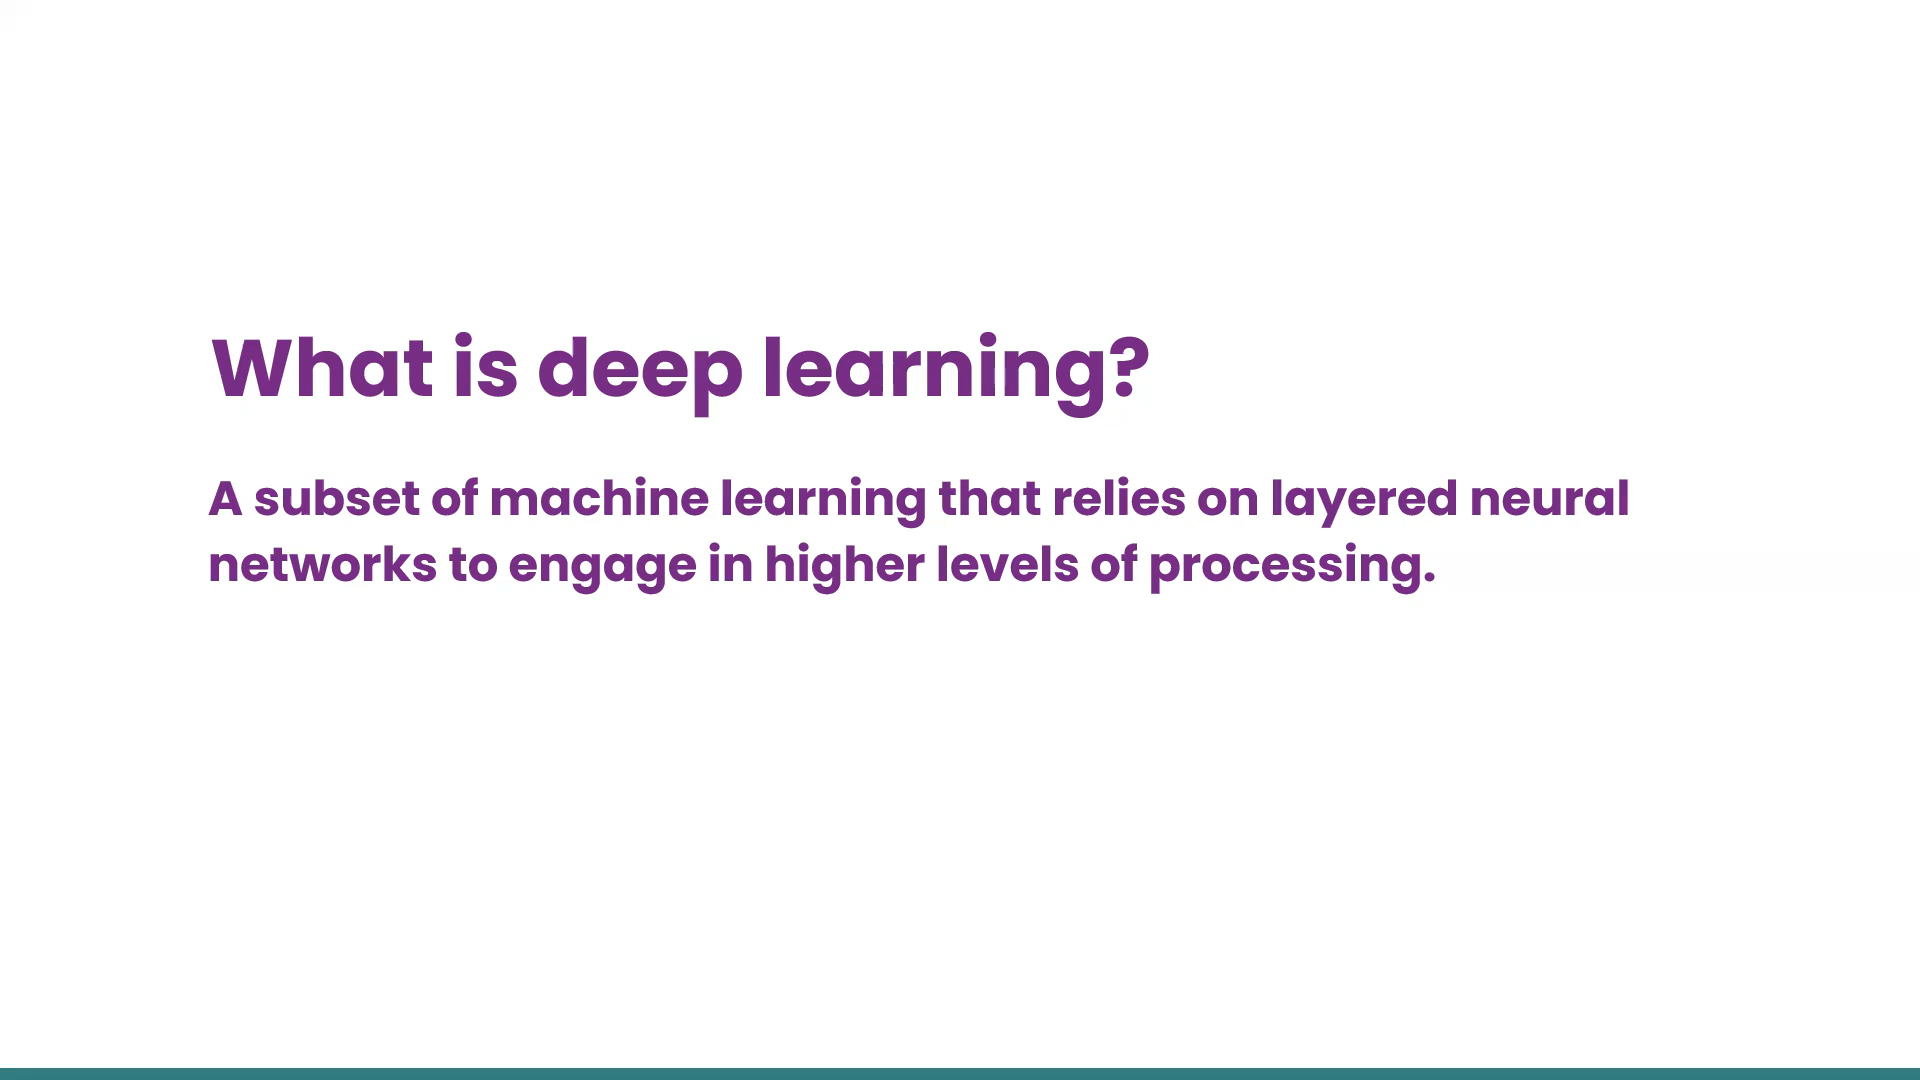 What is deep learning?
A subset of machine learning that relies on layered neural
networks to engage in higher levels of processing.